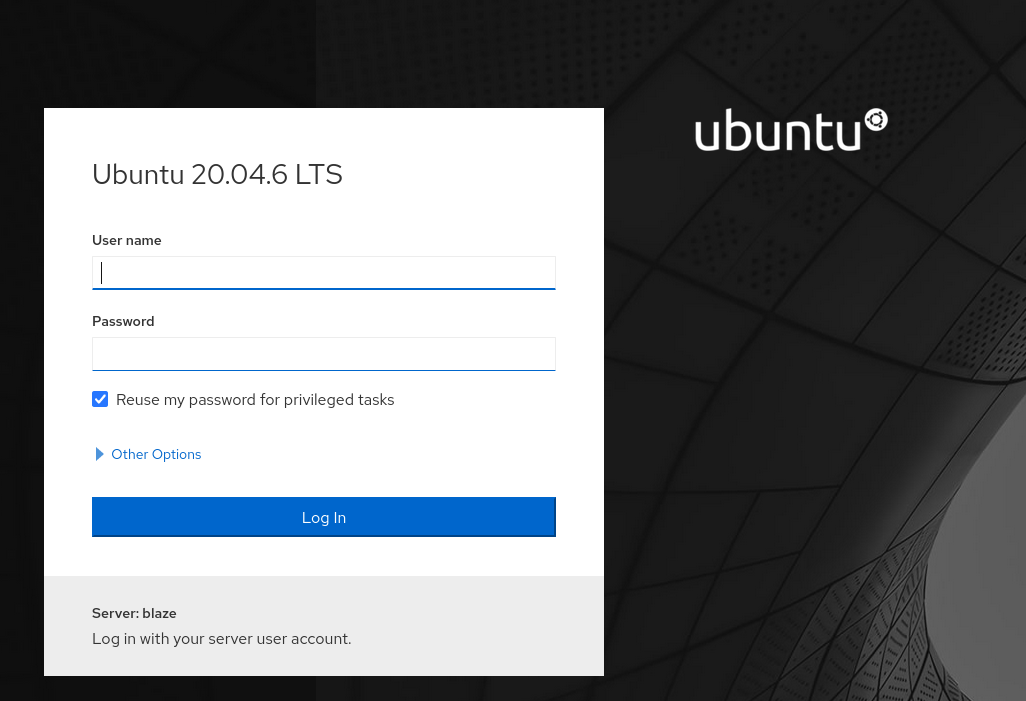 ubuntu
Ubuntu 20.04.6 LTS
User name
Password
Reuse my password for privileged tasks
Other Options
Log In
Server: blaze
Log in with your server user account.